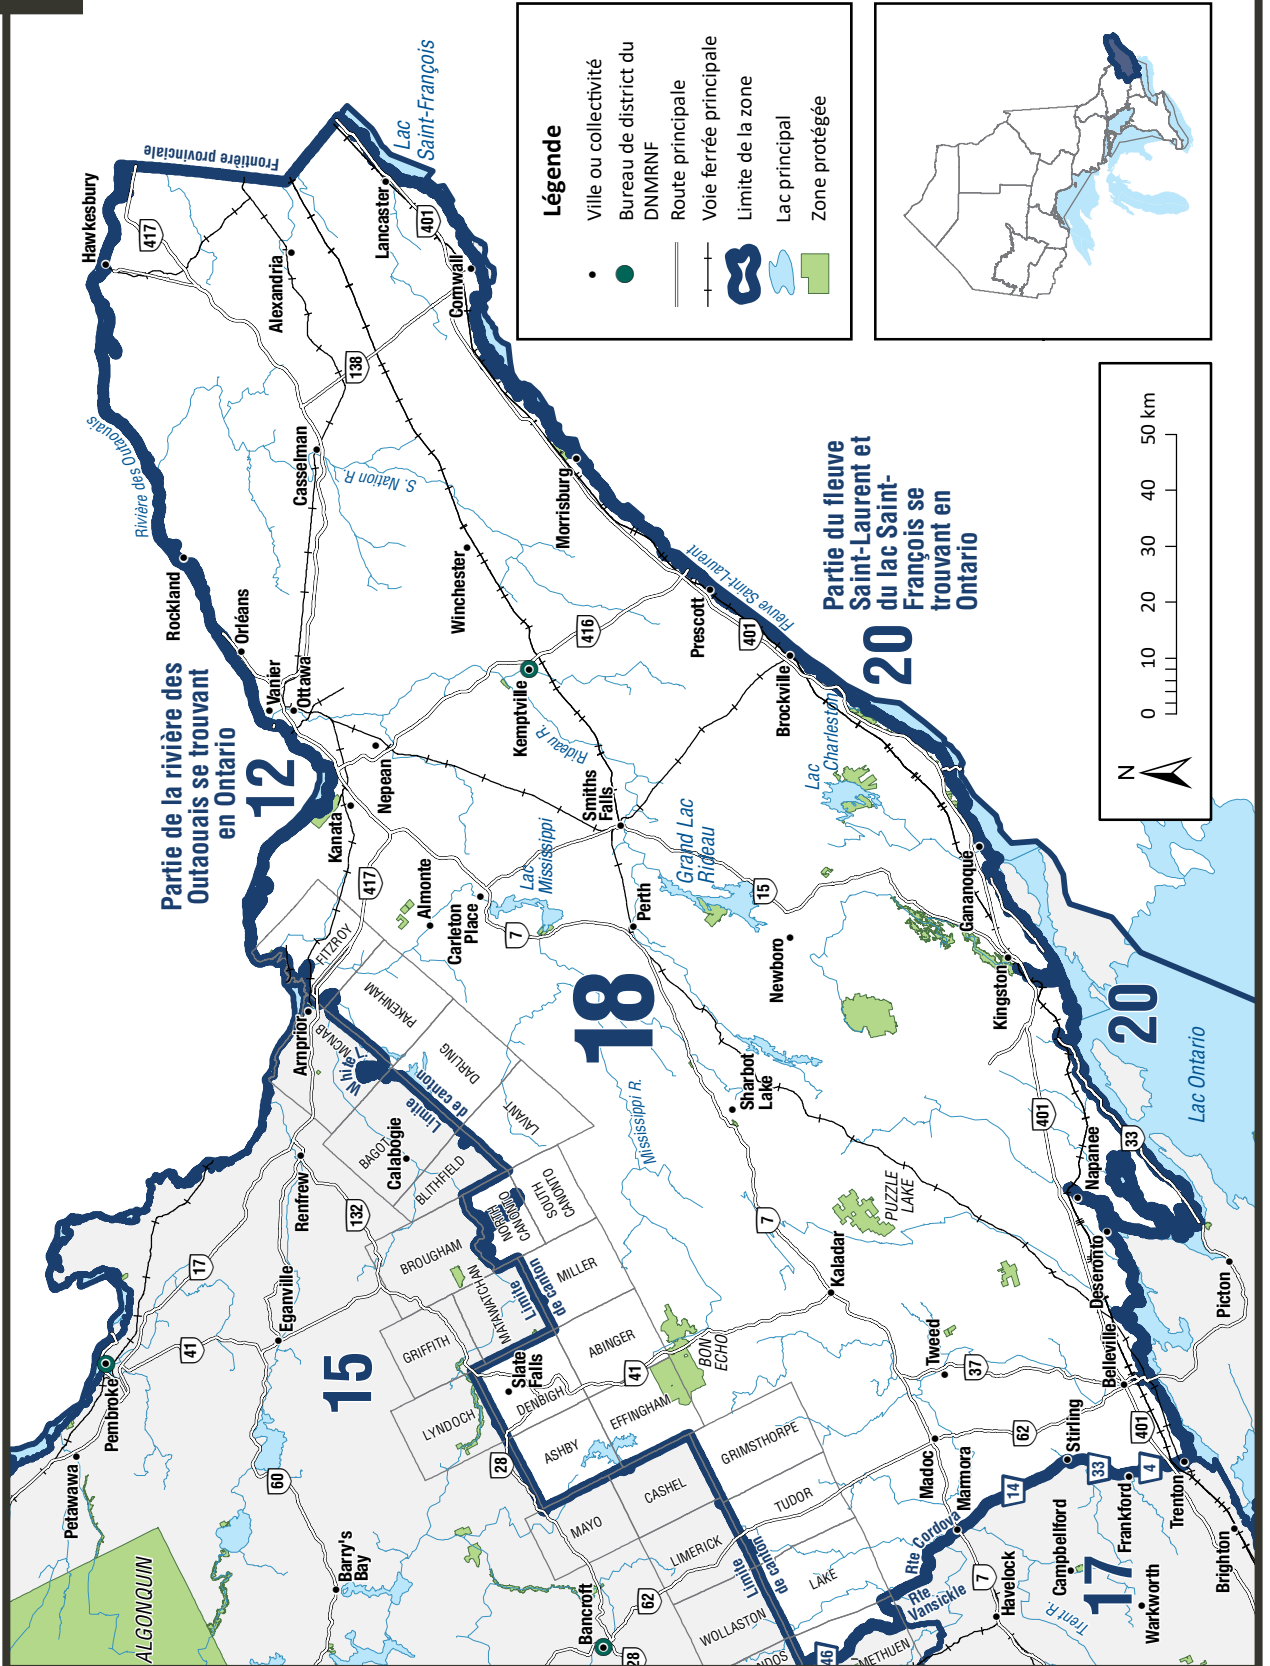 Légende
Ville ou collectivité
Bureau de district du
DNMRNF
Route principale
Voie ferrée principale
Limite de la zone
Lac principal
Zone protégée
N
0 10 20 30 40 50 km
Partie de la rivière des
Outaouais se trouvant
en Ontario
12
Partie du fleuve
Saint-Laurent et
du lac Saint-
François se
trouvant en
Ontario
20
18
15
17
20
Frontière provinciale
Lac
Saint-François
Hawkesbury
417
Alexandria
Lancaster
401
Cornwall
138
Rivière des Outaouais
Casselman
S. Nation R.
Morrisburg
Rockland
Orléans
Winchester
Vanier
Ottawa
416
Prescott
401
Fleuve Saint-Laurent
Kemptville
Rideau R.
Brockville
Nepean
Kanata
Smiths
Falls
Lac
Charleston
417
Almonte
Carleton
Place
Lac
Mississippi
7
Perth
Grand Lac
Rideau
15
Newboro
Gananoque
Kingston
FITZROY
PAKENHAM
Arnprior
MCNAB
White L.
DARLING
LAVANT
Limite
de canton
Sharbot
Lake
Mississippi R.
401
33
Napanee
Lac Ontario
Renfrew
BAGOT
Calabogie
BLITHFIELD
132
NORTH
CANONTO
SOUTH
CANONTO
PUZZLE
LAKE
7
Kaladar
Deseronto
Picton
17
BROUGHAM
MATAWATCHAN
Limite
de canton
MILLER
Eganville
41
GRIFFITH
ABINGER
BON
ECHO
41
Slate
Falls
DENBIGH
EFFINGHAM
LYNDOCH
ASHBY
28
Tweed
37
Belleville
Pembroke
Petawawa
60
Barry's
Bay
ALGONQUIN
CASHEL
GRIMSTHORPE
TUDOR
MAYO
LIMERICK
Limite
de canton
LAKE
WOLLASTON
METHUEN
NDOS
46
Bancroft
62
28
Madoc
Marmora
62
Stirling
401
14
33
4
Frankford
Trenton
Rte Cordova
Rte
Vansickle
7
Havelock
Campbellford
Trent R.
Warkworth
Brighton